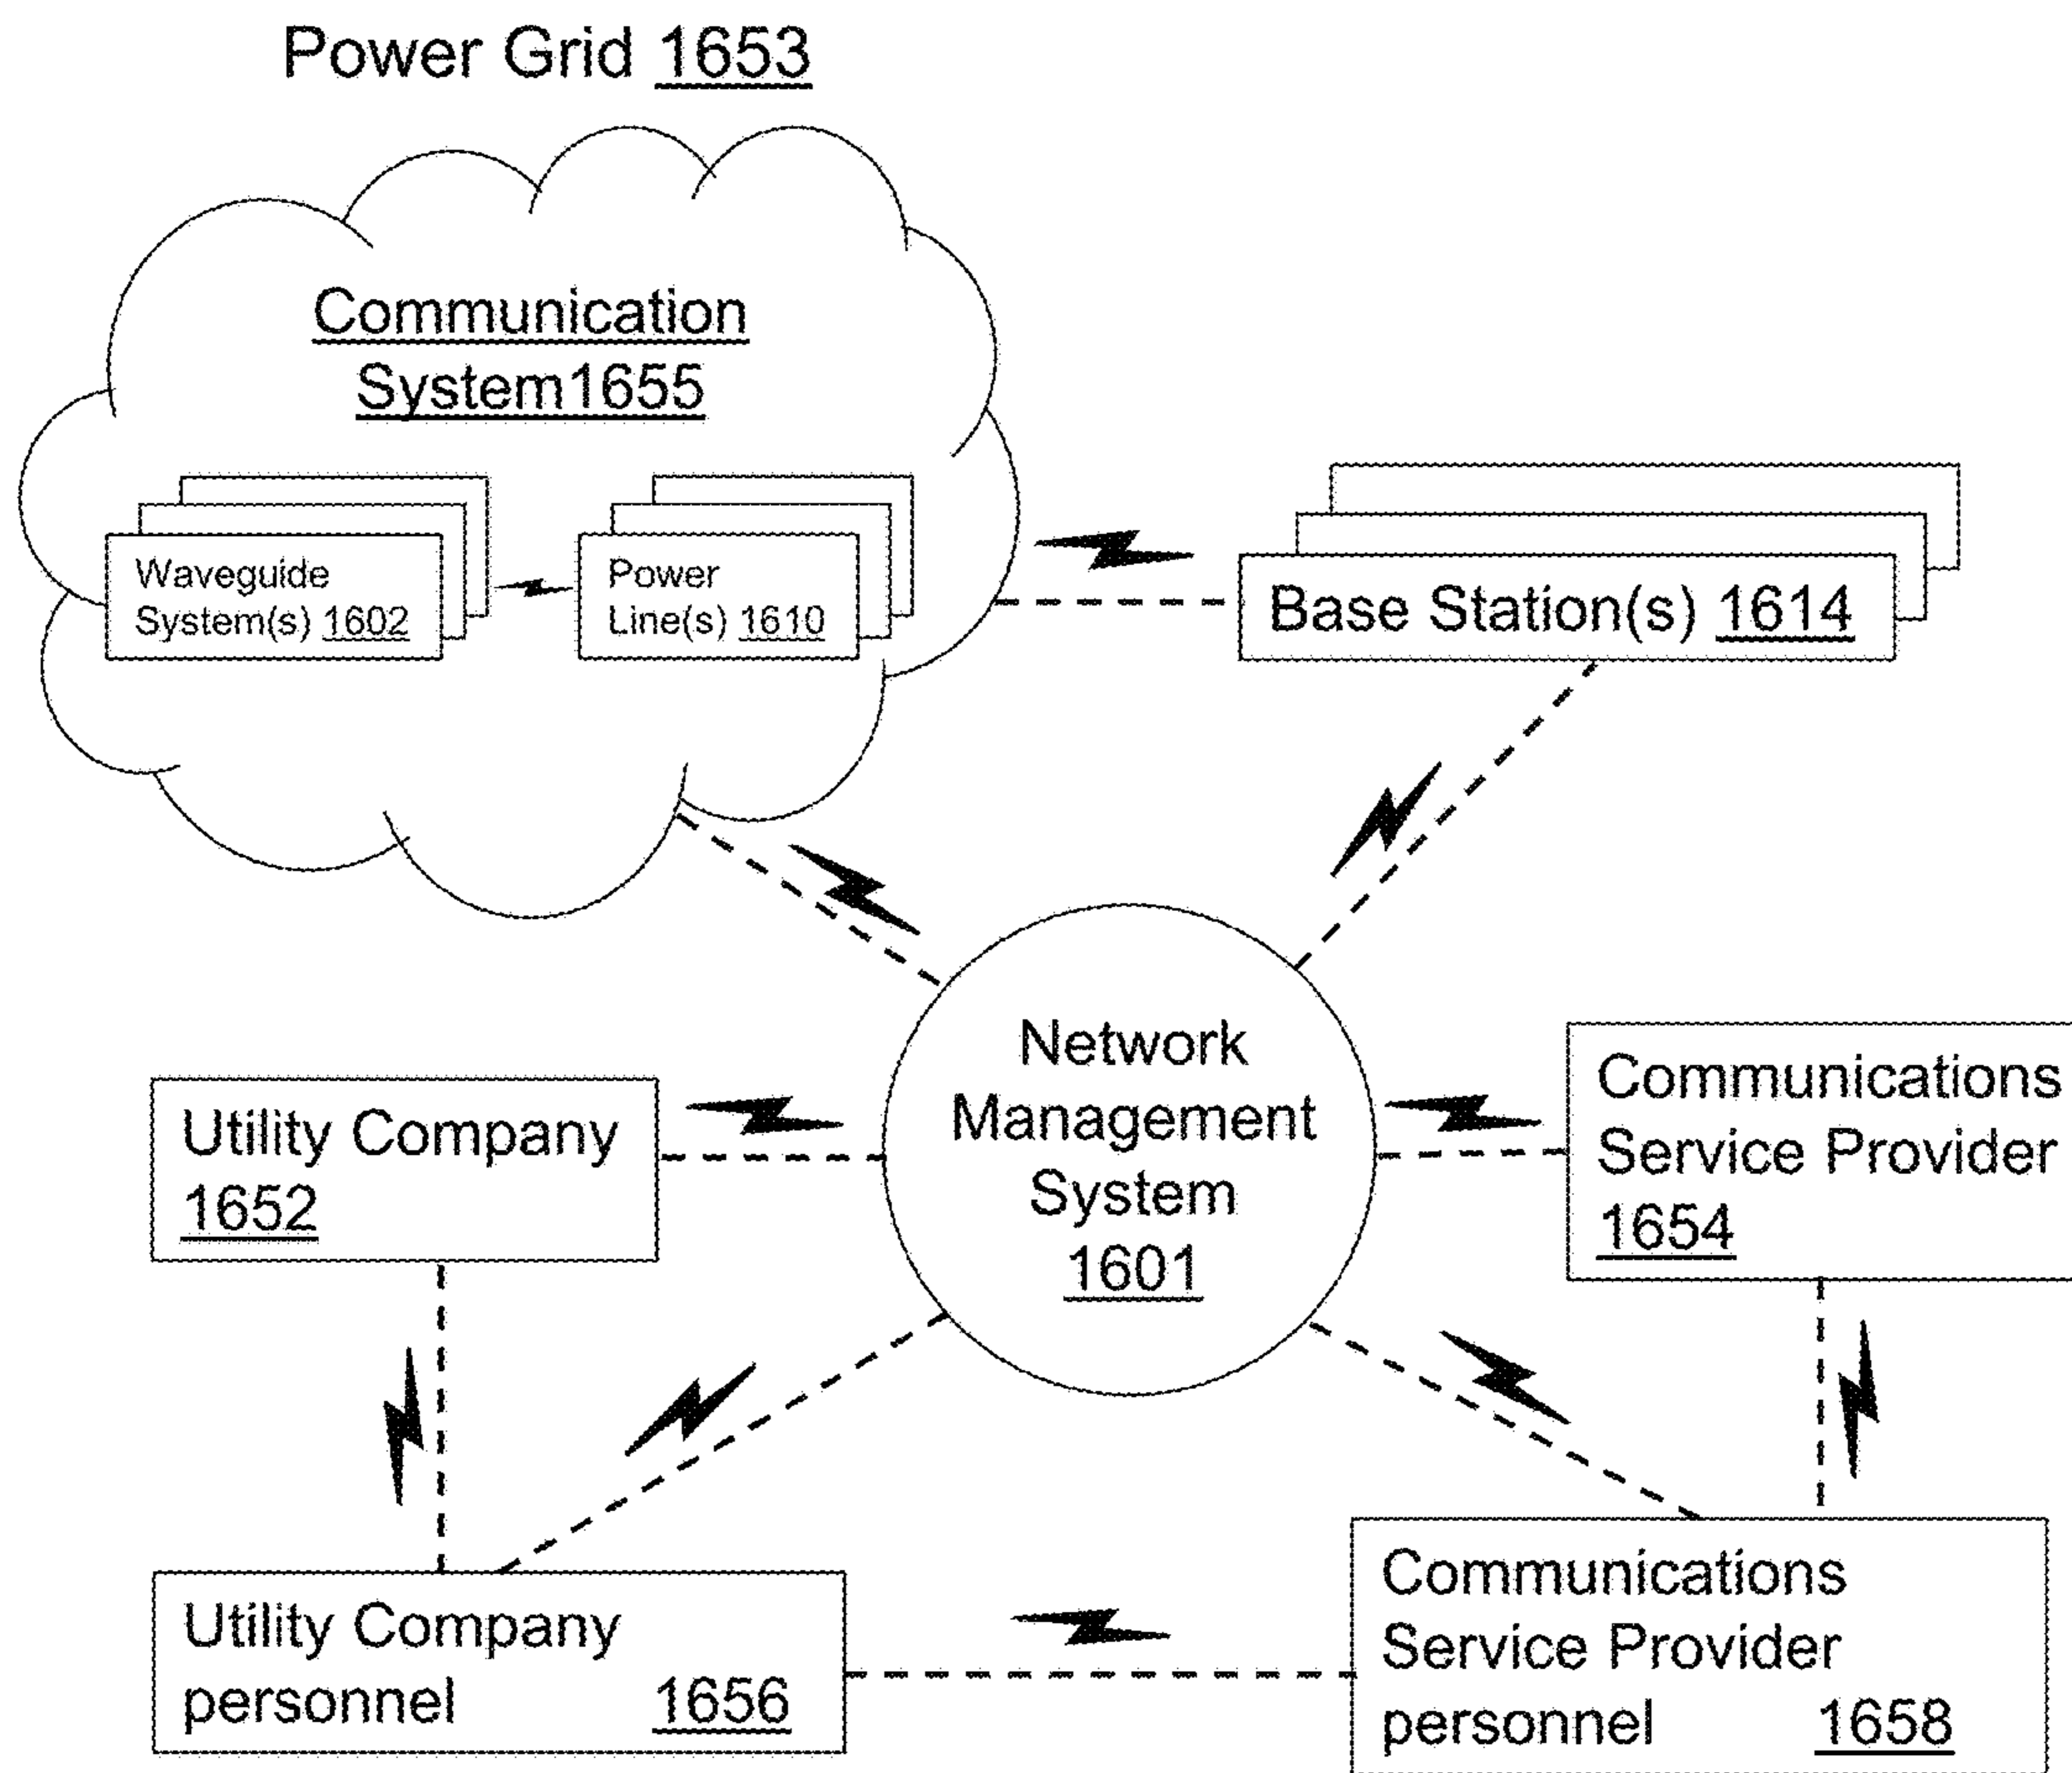 Power Grid 1653
Communication
System1655
Waveguide
System(s) 1602
Power
Line(s) 1610
Base Station(s) 1614
Network
Management
System
1601
Utility Company
1652
Communications
Service Provider
1654
Utility Company
personnel 1656
Communications
Service Provider
personnel 1658